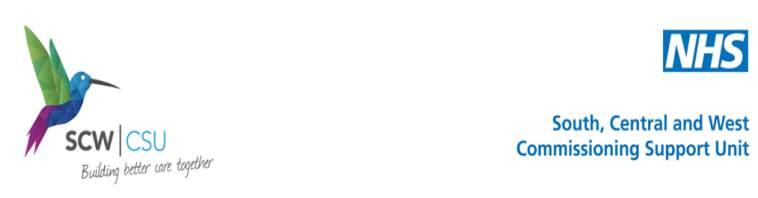 SCW|CSU
Building better care together
NHS
South, Central and West
Commissioning Support Unit